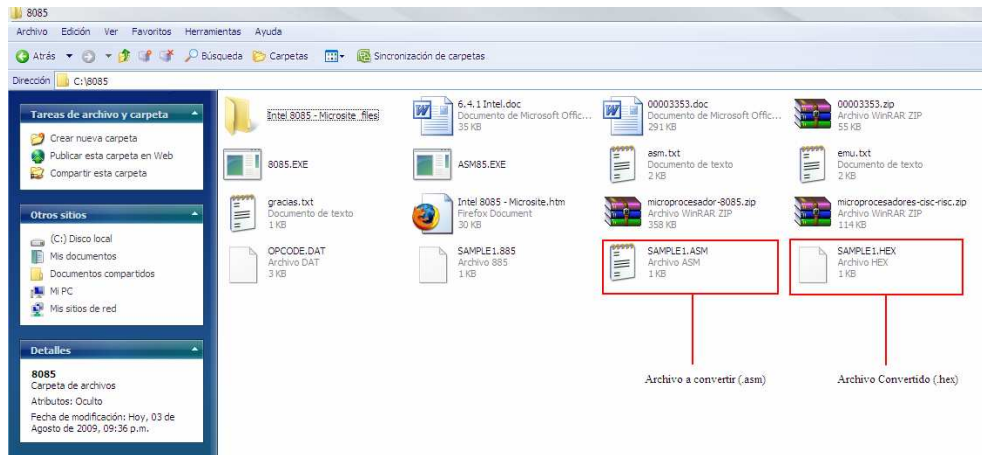 8085
Archivo Edición Ver Favoritos Herramientas Ayuda
Atrás Búsqueda Carpetas Sincronización de carpetas
Dirección C:\8085
Tareas de archivo y carpeta
Crear nueva carpeta
Publicar esta carpeta en Web
Compartir esta carpeta
Otros sitios
(C:) Disco local
Mis documentos
Documentos compartidos
Mi PC
Mis sitios de red
Detalles
8085
Carpeta de archivos
Atributos: Oculto
Fecha de modificación: Hoy, 03 de
Agosto de 2009, 09:36 p.m.
Intel 8085 - Microsite_files
6.4.1 Intel.doc
Documento de Microsoft Offic...
35 KB
00003353.doc
Documento de Microsoft Offic...
291 KB
00003353.zip
Archivo WinRAR ZIP
55 KB
8085.EXE
ASM85.EXE
asm.txt
Documento de texto
2 KB
emu.txt
Documento de texto
2 KB
gracias.txt
Documento de texto
1 KB
Intel 8085 - Microsite.htm
Firefox Document
30 KB
microprocesador-8085.zip
Archivo WinRAR ZIP
358 KB
microprocesadores-cisc-risc.zip
Archivo WinRAR ZIP
114 KB
OPCODE.DAT
Archivo DAT
3 KB
SAMPLE1.885
Archivo 885
1 KB
SAMPLE1.ASM
Archivo ASM
1 KB
SAMPLE1.HEX
Archivo HEX
1 KB
Archivo a convertir (.asm)
Archivo Convertido (.hex)